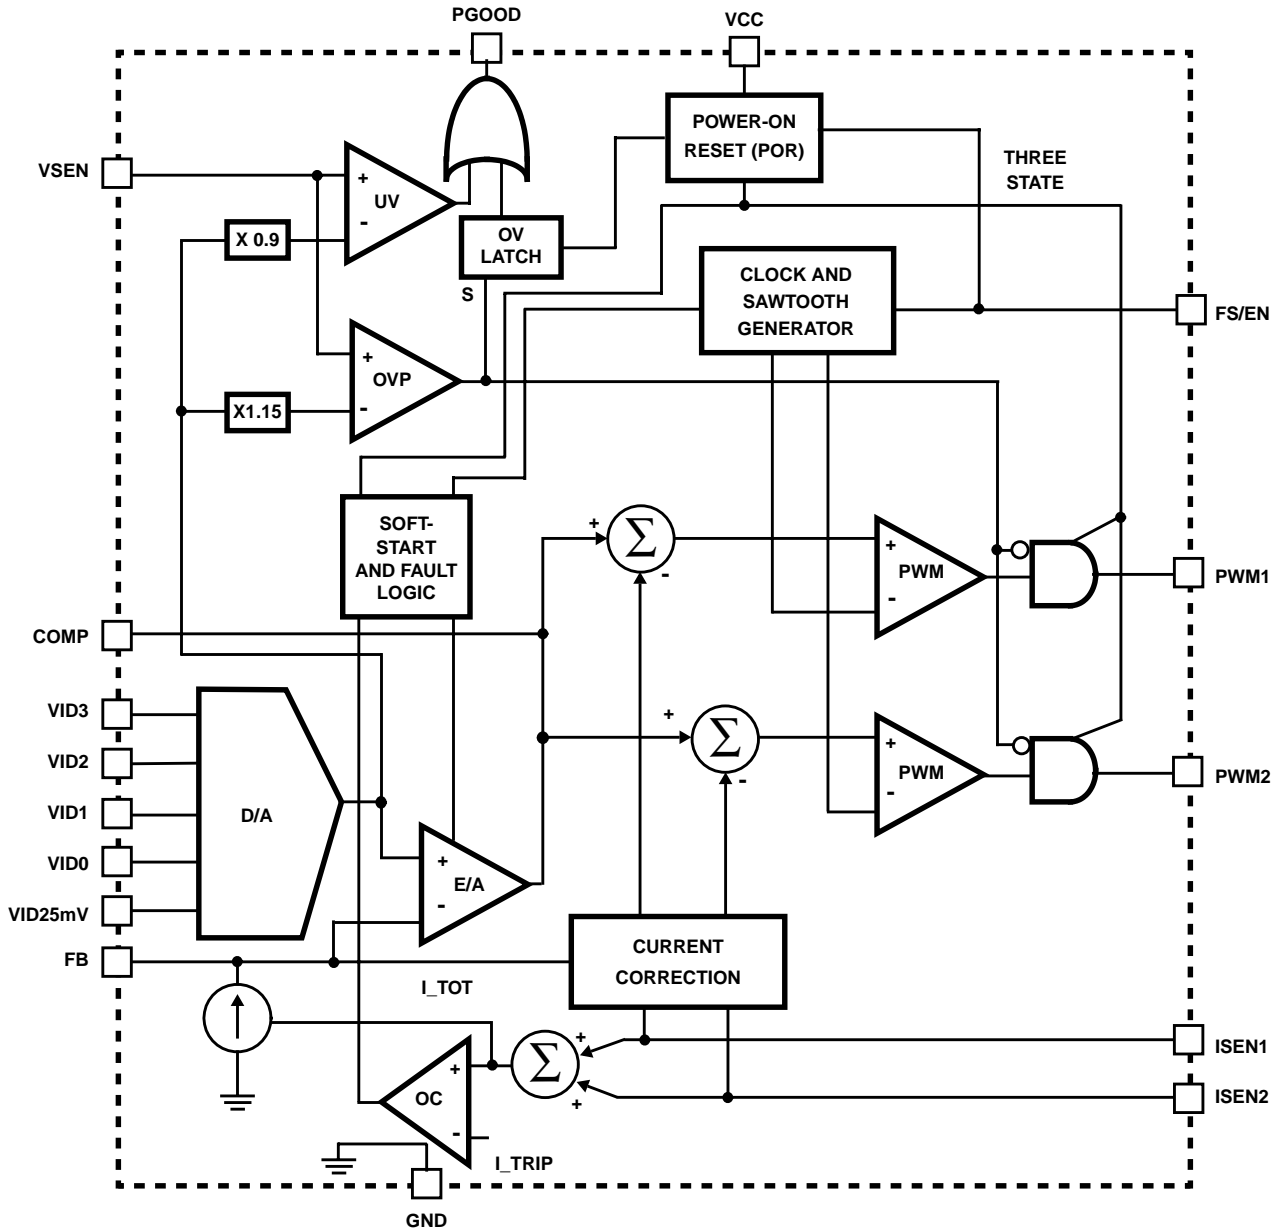 PGOOD
VCC
POWER-ON
RESET (POR)
THREE
STATE
VSEN
+
UV
-
X 0.9
OV
LATCH
S
CLOCK AND
SAWTOOTH
GENERATOR
FS/EN
+
OVP
-
X1.15
SOFT-
START
AND FAULT
LOGIC
+
Σ
-
+
PWM
-
PWM1
COMP
VID3
VID2
VID1
VID0
VID25mV
D/A
+
Σ
-
+
PWM
-
PWM2
+
E/A
-
FB
CURRENT
CORRECTION
I_TOT
+
Σ
+
ISEN1
ISEN2
+
OC
-
I_TRIP
GND